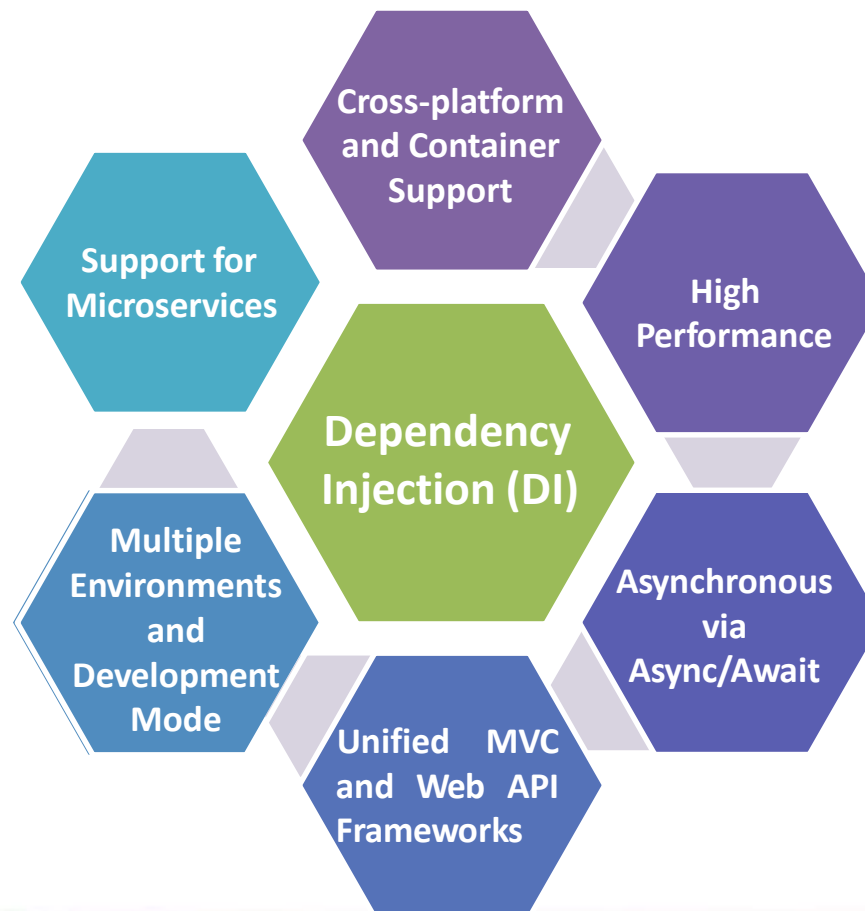 Cross-platform
and Container
Support
Support for
Microservices
High
Performance
Dependency
Injection (DI)
Multiple
Environments
and
Development
Mode
Asynchronous
via
Async/Await
Unified MVC
and Web API
Frameworks